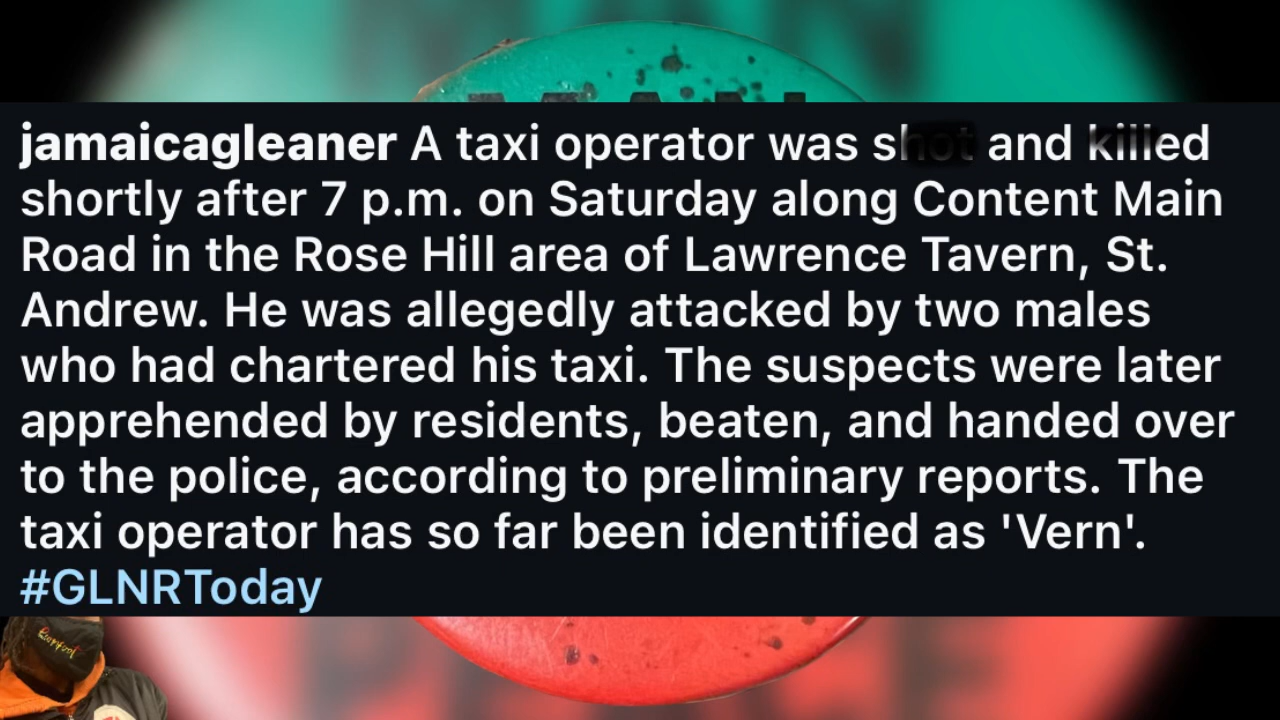 jamaicagleaner A taxi operator was shot and killed
shortly after 7 p.m. on Saturday along Content Main
Road in the Rose Hill area of Lawrence Tavern, St.
Andrew. He was allegedly attacked by two males
who had chartered his taxi. The suspects were later
apprehended by residents, beaten, and handed over
to the police, according to preliminary reports. The
taxi operator has so far been identified as 'Vern'.
#GLNRToday